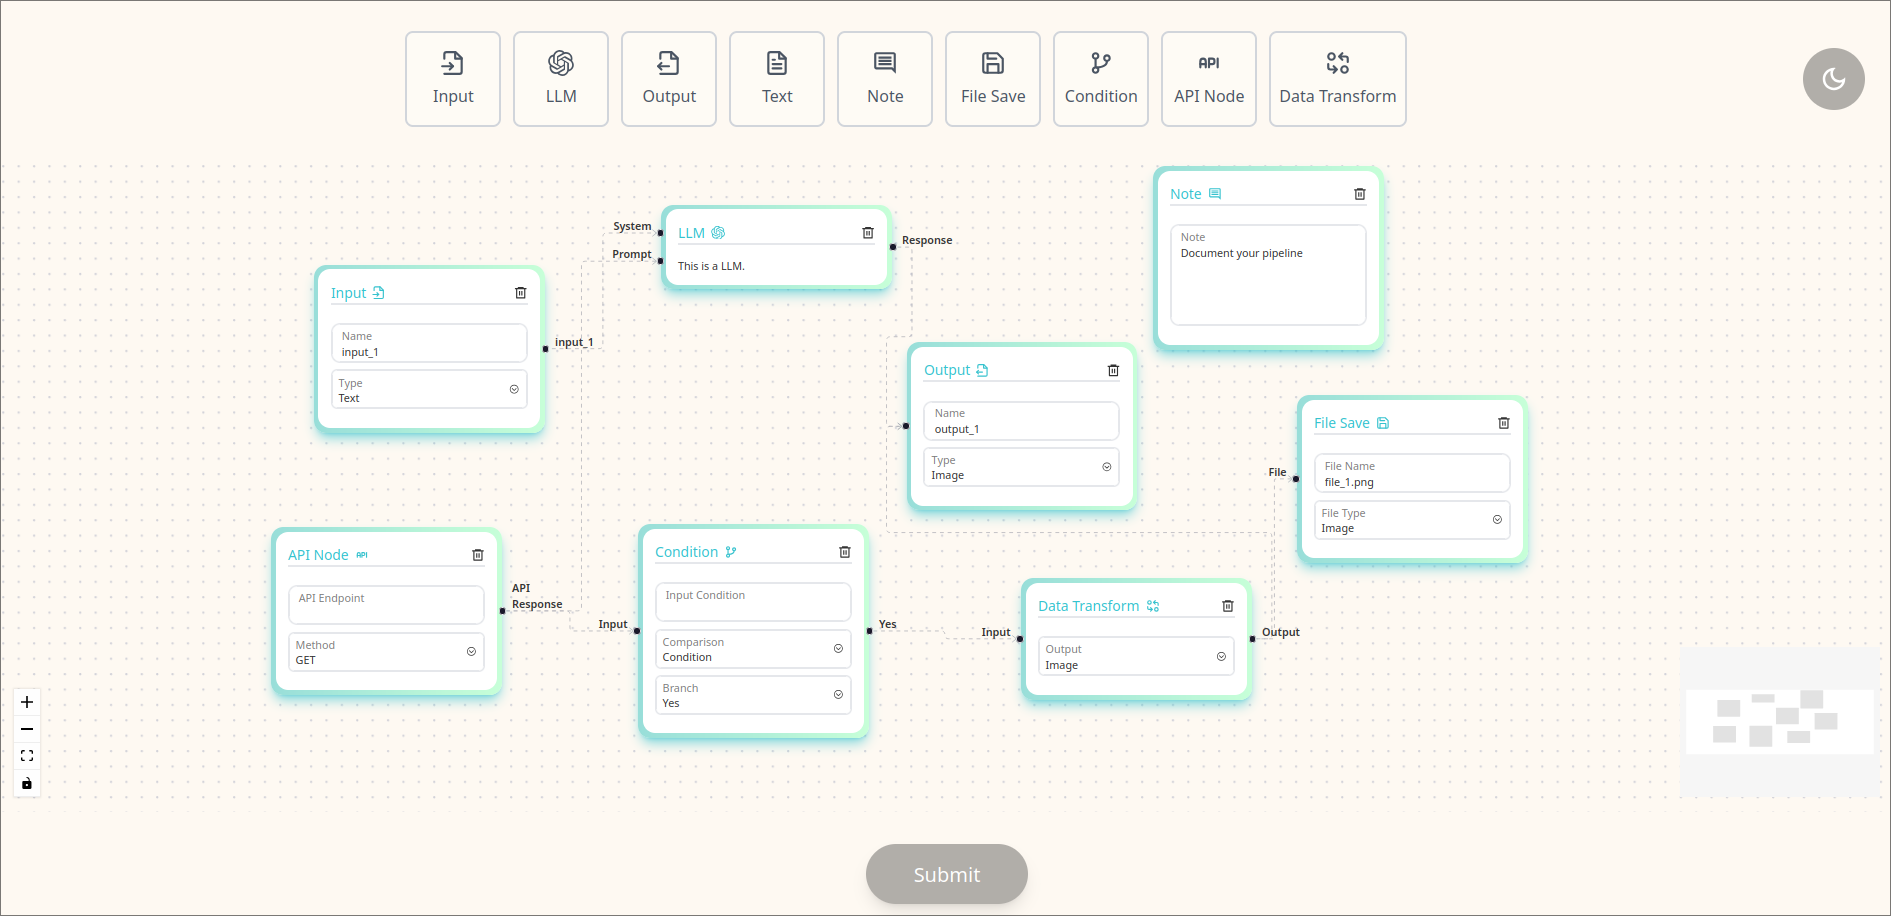 Input
LLM
Output
Text
Note
File Save
Condition
API Node
Data Transform
Note
Note
Document your pipeline
System
Prompt
LLM
This is a LLM.
Response
Input
Name
input_1
Type
Text
input_1
Output
Name
output_1
Type
Image
File
File Save
File Name
file_1.png
File Type
Image
API Node API
API Endpoint
Method
GET
API
Response
Input
Condition
Input Condition
Comparison
Condition
Branch
Yes
Yes
Input
Data Transform
Output
Image
Output
Submit